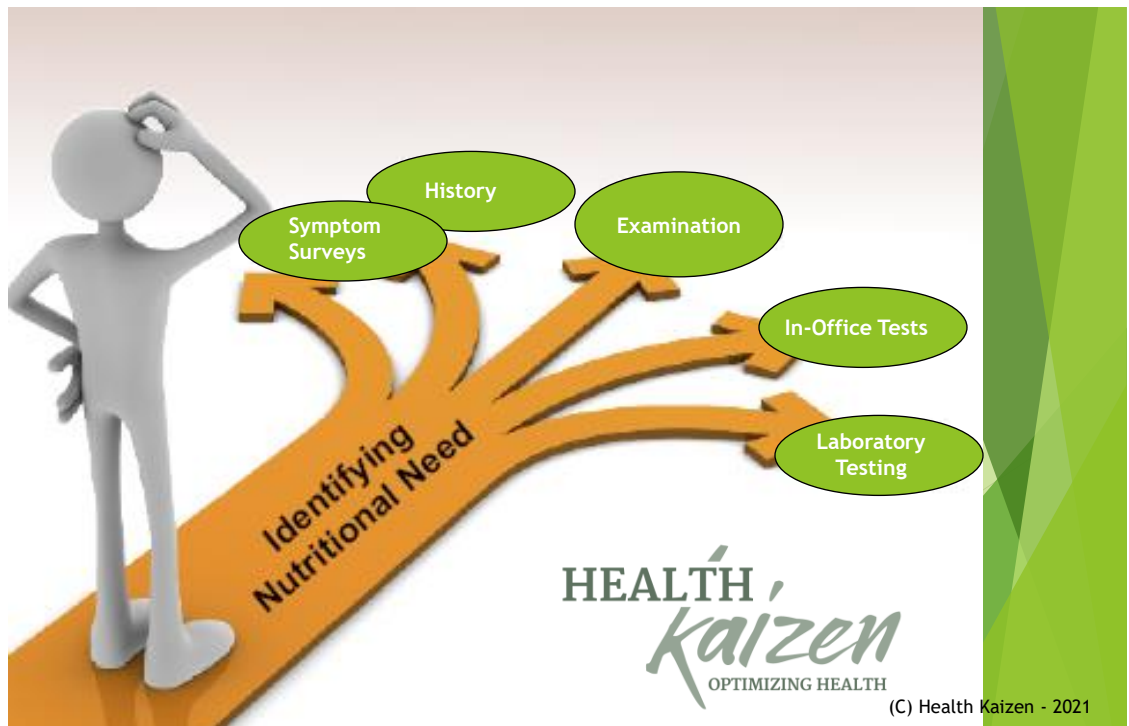 History
Symptom
Surveys
Examination
In-Office Tests
Laboratory
Testing
Identifying
Nutritional Need
HEALTH
Kaizen
OPTIMIZING HEALTH
(C) Health Kaizen - 2021